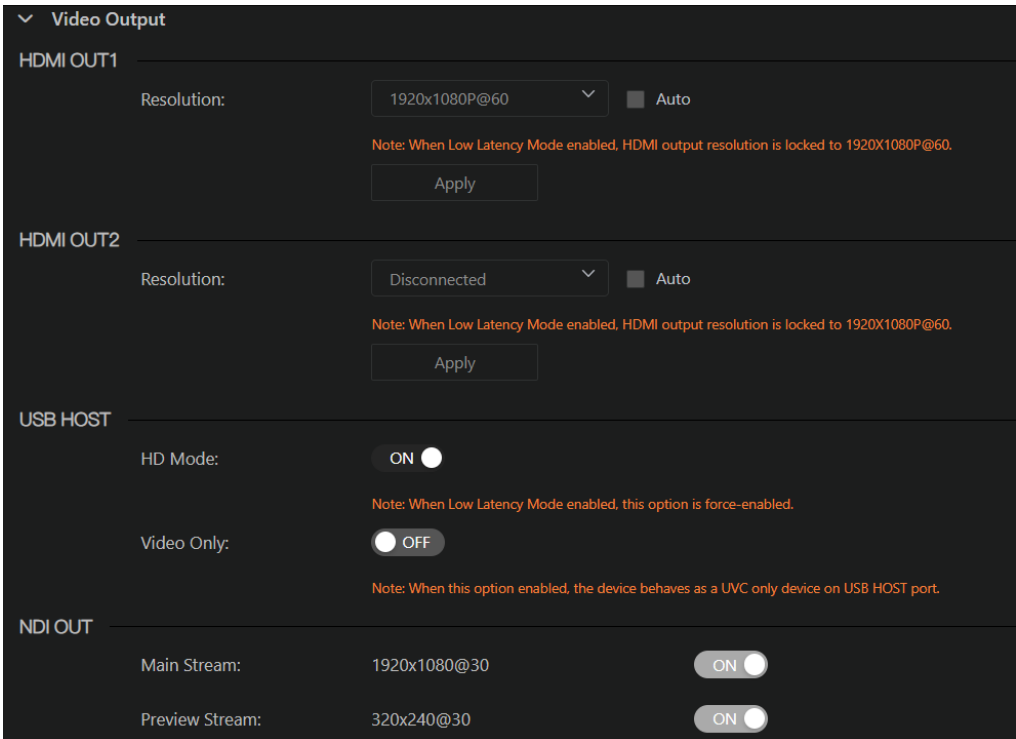 Video Output
HDMI OUT1
Resolution: 1920x1080P@60 Auto
Note: When Low Latency Mode enabled, HDMI output resolution is locked to 1920X1080P@60.
Apply
HDMI OUT2
Resolution: Disconnected Auto
Note: When Low Latency Mode enabled, HDMI output resolution is locked to 1920X1080P@60.
Apply
USB HOST
HD Mode: ON
Note: When Low Latency Mode enabled, this option is force-enabled.
Video Only: OFF
Note: When this option enabled, the device behaves as a UVC only device on USB HOST port.
NDI OUT
Main Stream: 1920x1080@30 ON
Preview Stream: 320x240@30 ON